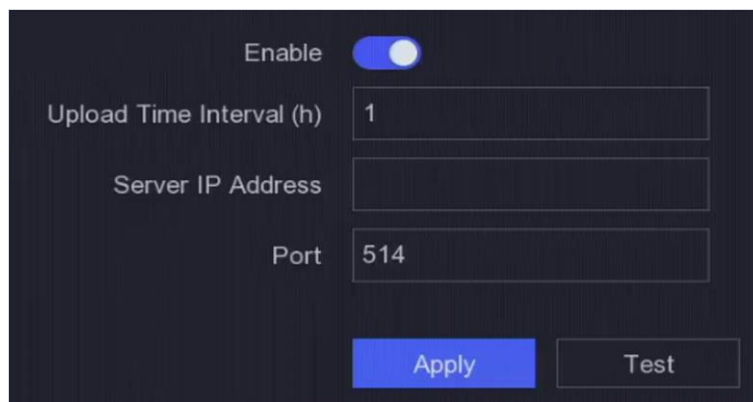 Enable
Upload Time Interval (h) 1
Server IP Address
Port 514
Apply Test